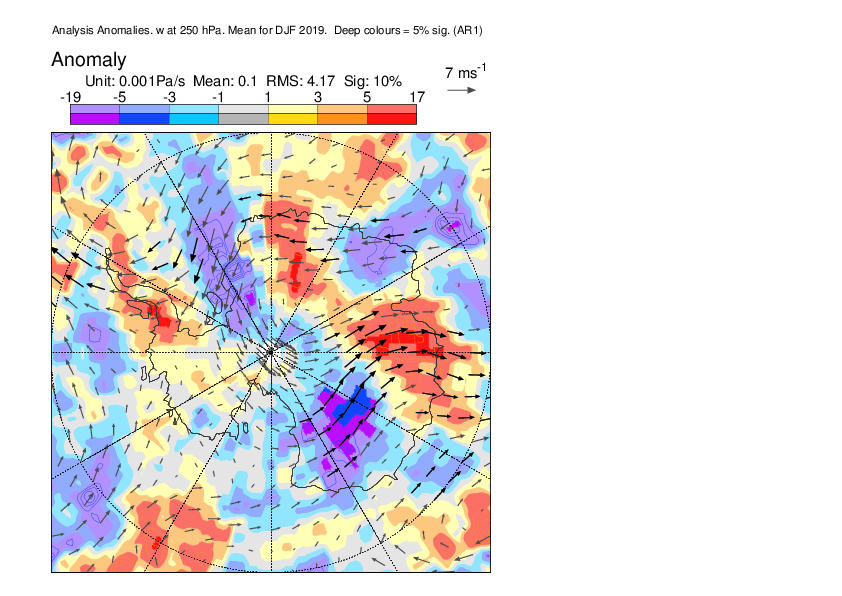 Analysis Anomalies. w at 250 hPa. Mean for DJF 2019. Deep colours = 5% sig. (AR1)
Anomaly
7 ms-1
Unit: 0.001Pa/s Mean: 0.1 RMS: 4.17 Sig: 10%
-19 -5 -3 -1 1 3 5 17